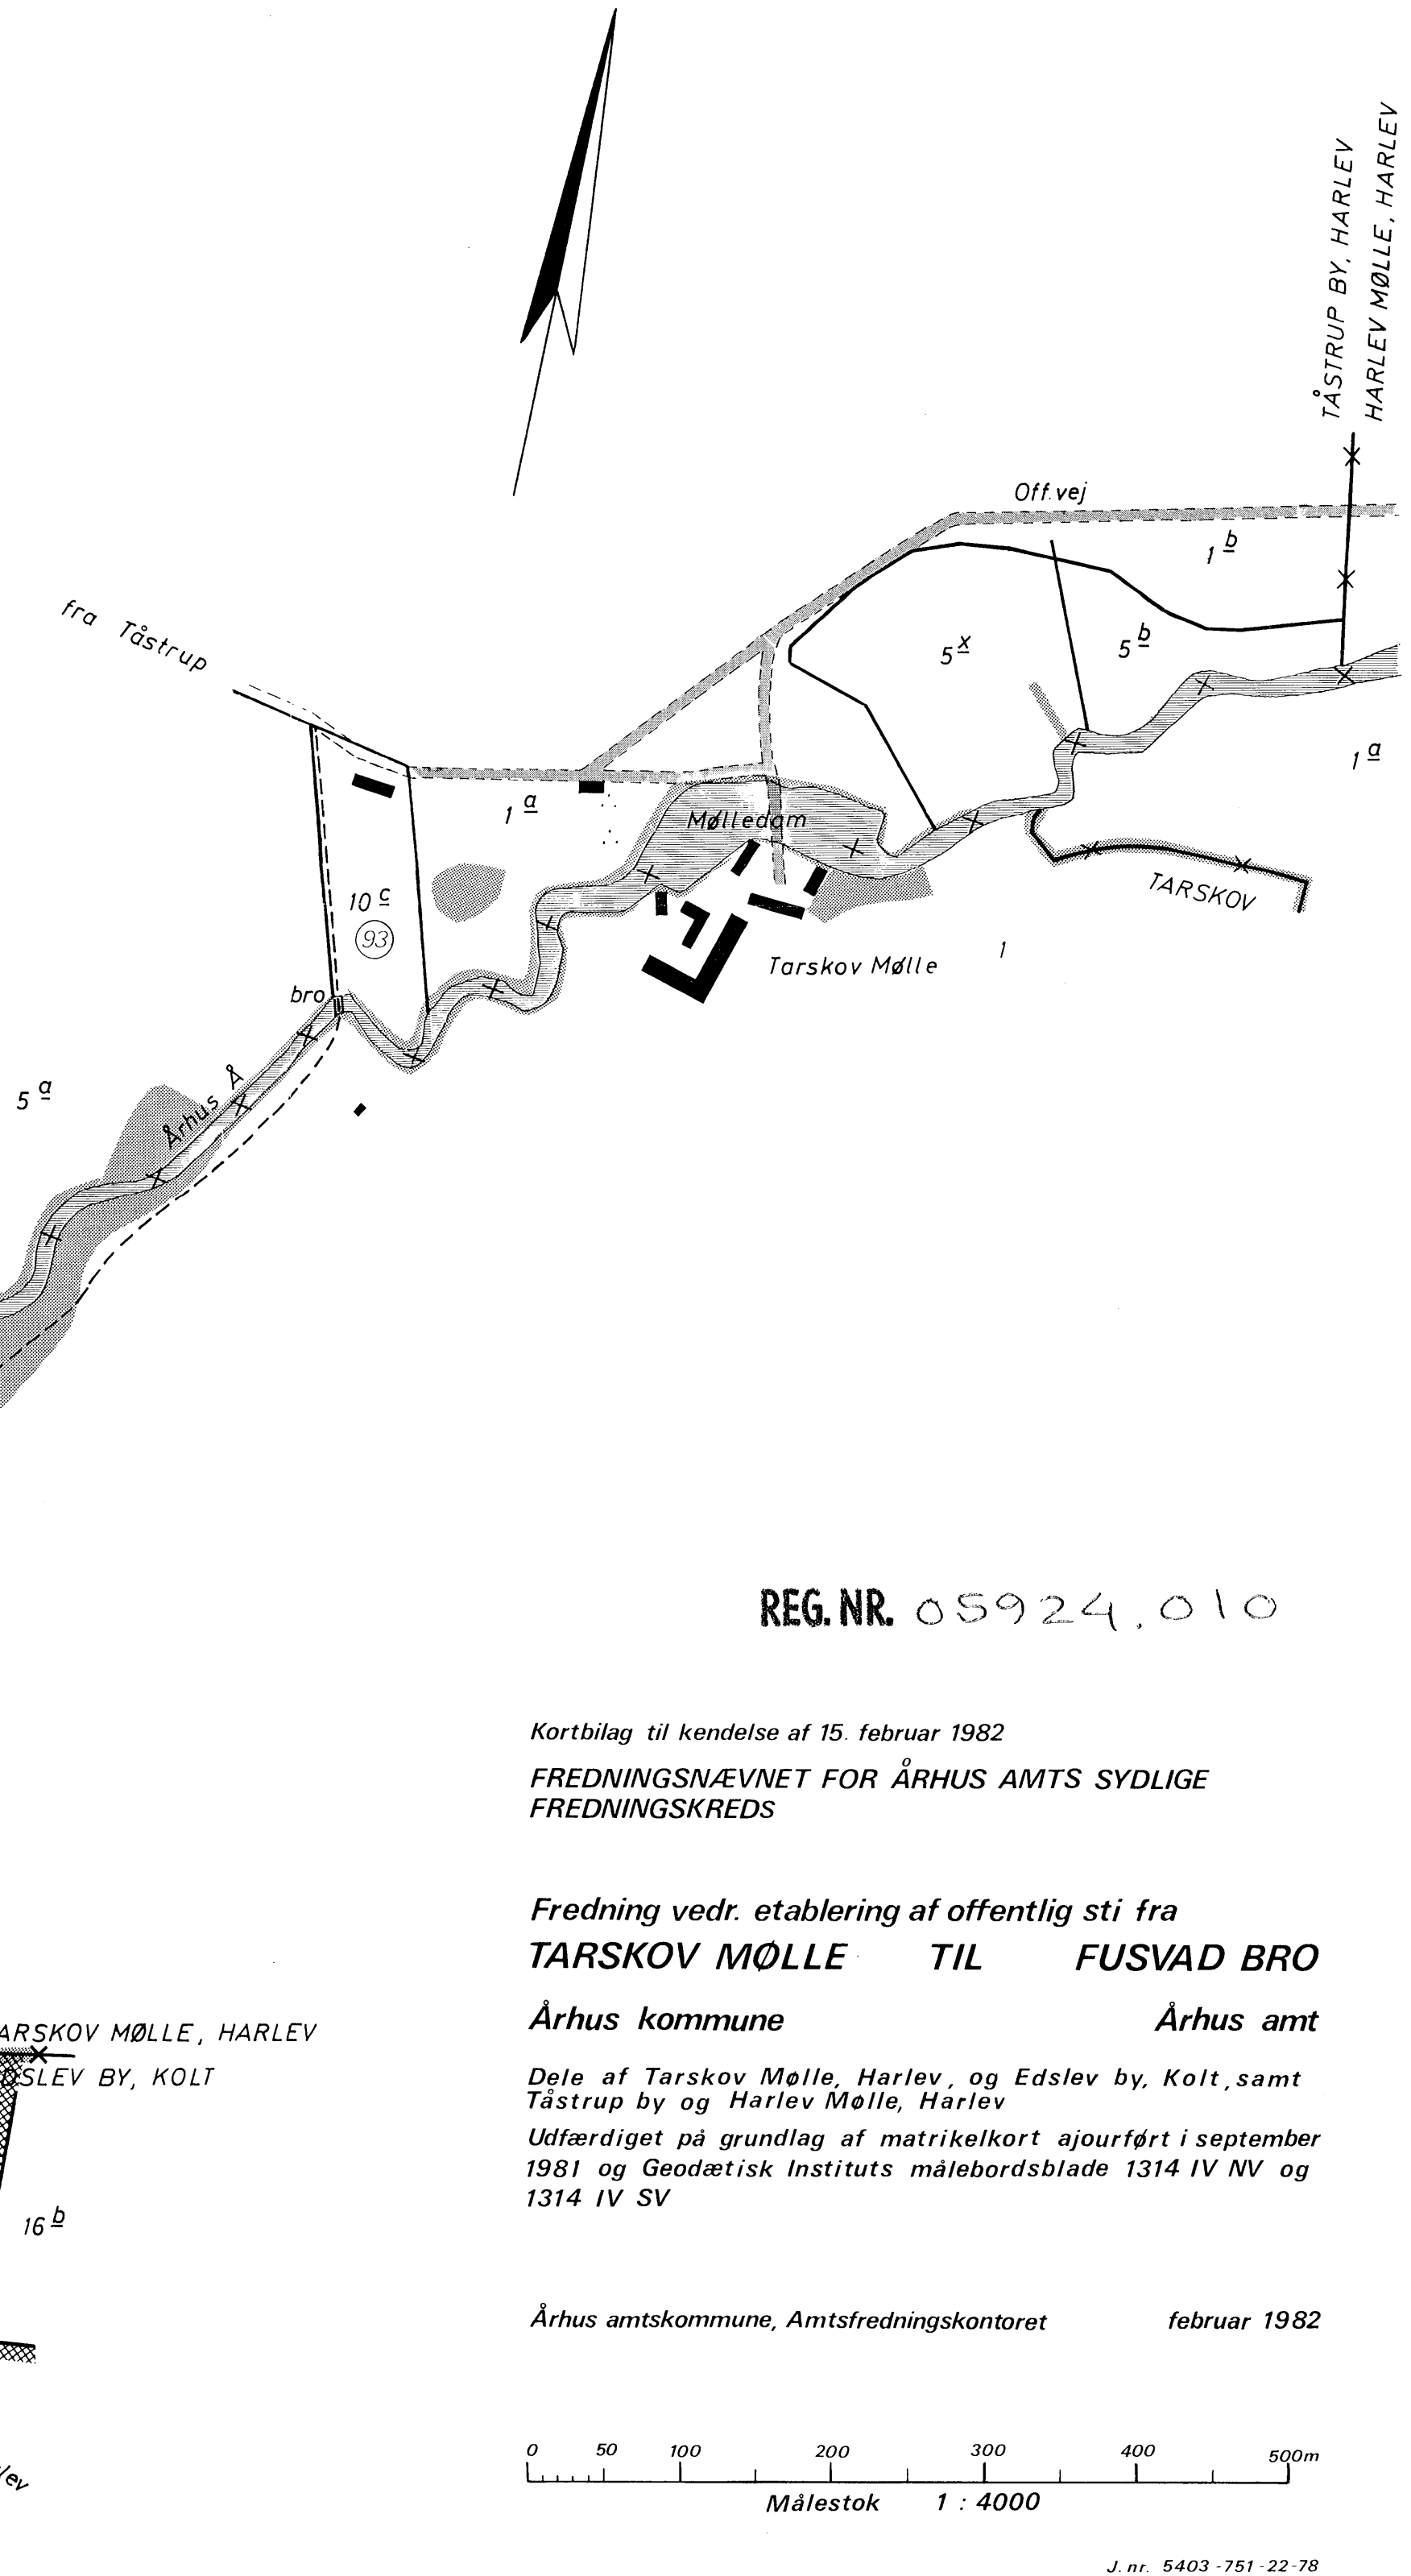 TÅSTRUP BY, HARLEV
HARLEV MØLLE, HARLEV
Off. vej
1 b
fra Tåstrup
5 x
5 b
1 a
1 a
Mølledam
10 c
93
TARSKOV
Tarskov Mølle
1
bro
5 a
Århus Å
REG. NR. 05924.010
Kortbilag til kendelse af 15. februar 1982
FREDNINGSNÆVNET FOR ÅRHUS AMTS SYDLIGE
FREDNINGSKREDS
Fredning vedr. etablering af offentlig sti fra
TARSKOV MØLLE TIL FUSVAD BRO
Århus kommune Århus amt
ARSKOV MØLLE, HARLEV
DSLEV BY, KOLT
Dele af Tarskov Mølle, Harlev, og Edslev by, Kolt, samt
Tåstrup by og Harlev Mølle, Harlev
Udfærdiget på grundlag af matrikelkort ajourført i september
1981 og Geodætisk Instituts målebordsblade 1314 IV NV og
1314 IV SV
16 b
Århus amtskommune, Amtsfredningskontoret februar 1982
0 50 100 200 300 400 500m
lev
Målestok 1 : 4000
J. nr. 5403-751-22-78